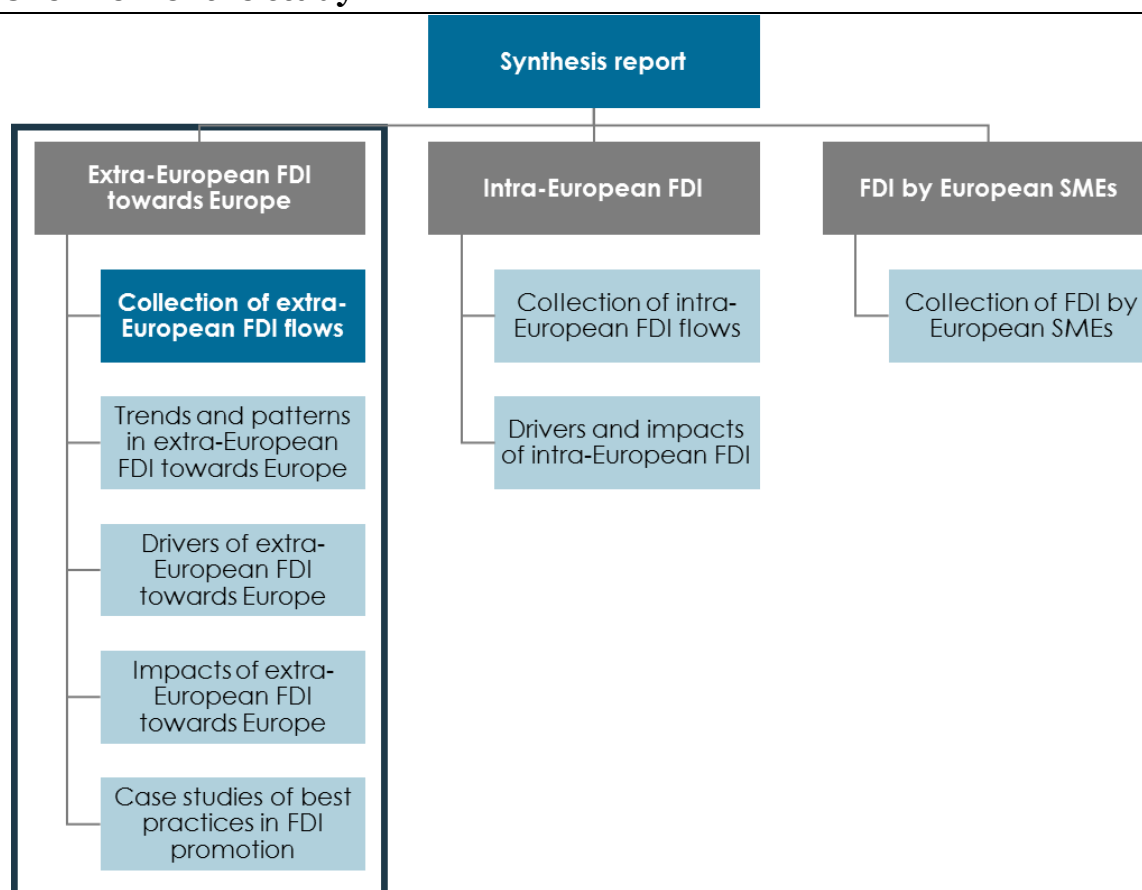 Synthesis report
Extra-European FDI
towards Europe
Collection of extra-
European FDI flows
Trends and patterns
in extra-European
FDI towards Europe
Drivers of extra-
European FDI
towards Europe
Impacts of extra-
European FDI
towards Europe
Case studies of best
practices in FDI
promotion
Intra-European FDI
Collection of intra-
European FDI flows
Drivers and impacts
of intra-European FDI
FDI by European SMEs
Collection of FDI by
European SMEs